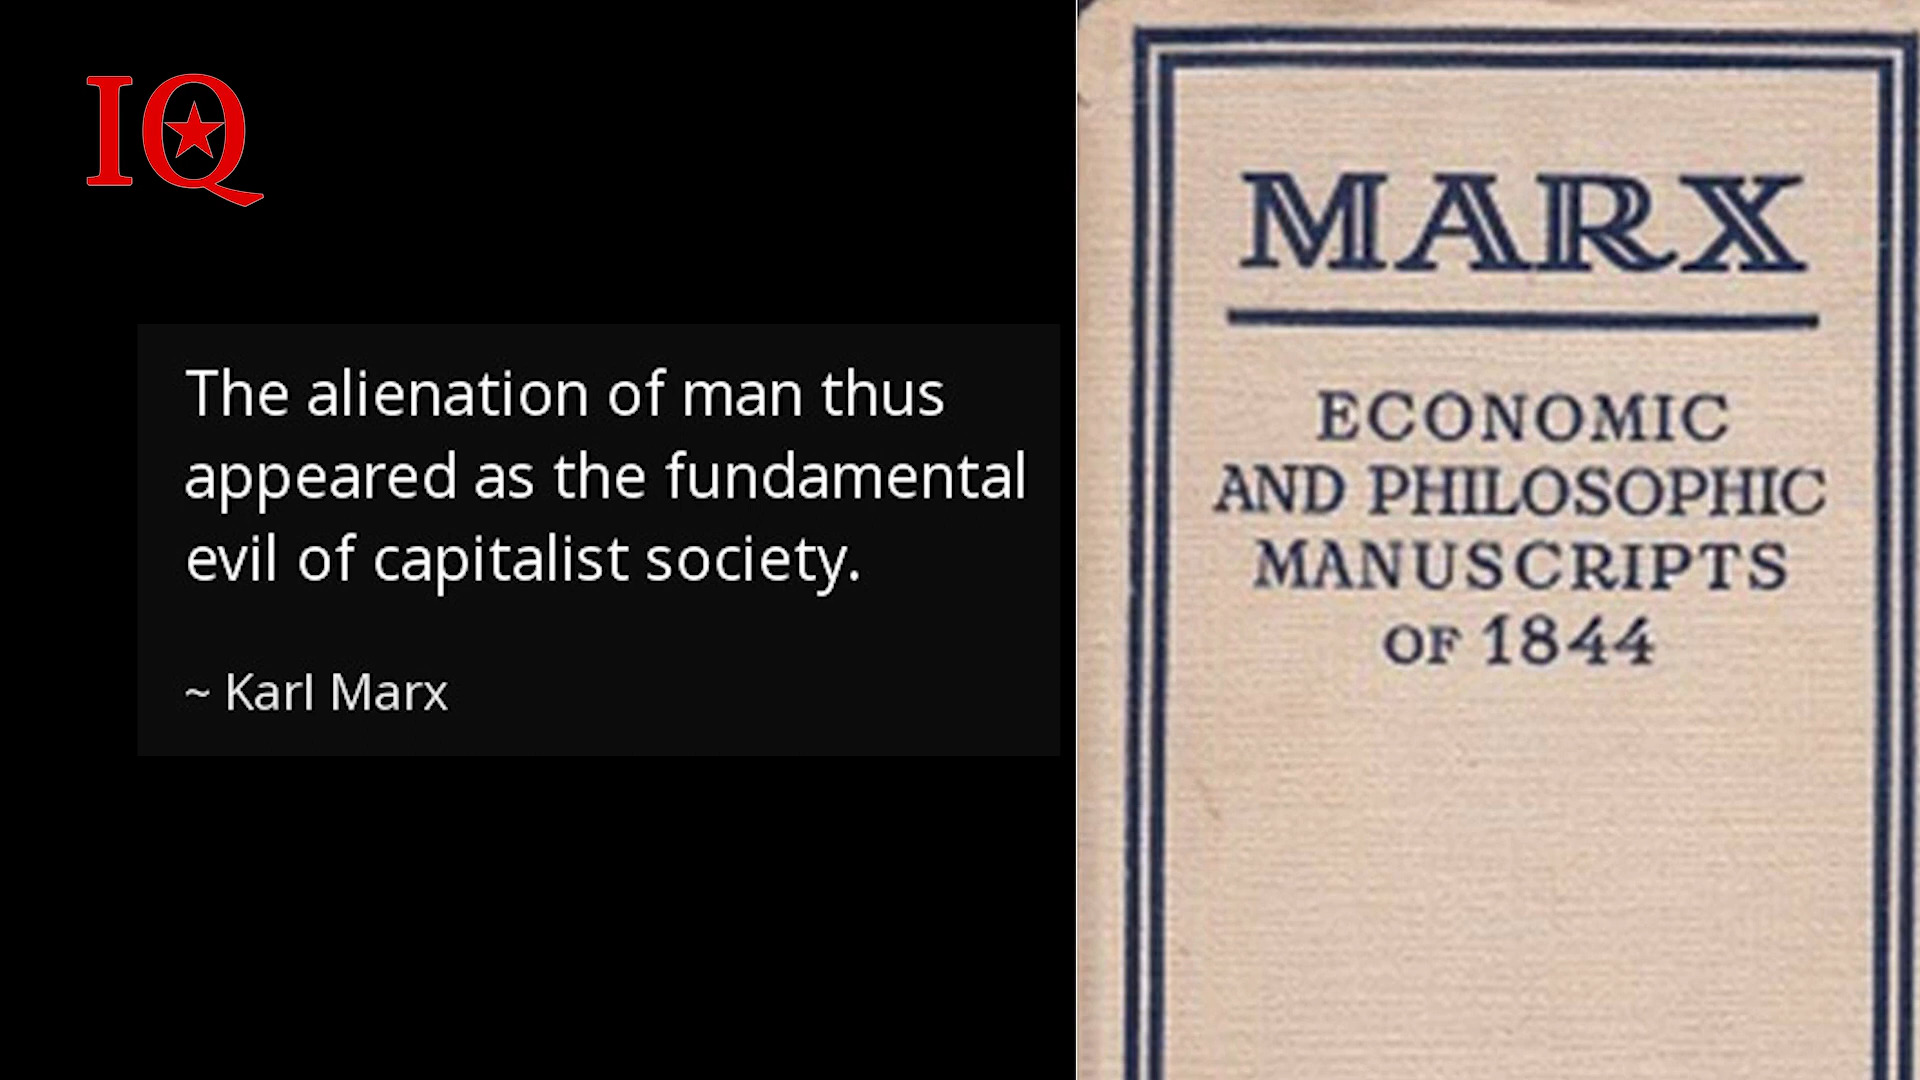 IQ
The alienation of man thus
appeared as the fundamental
evil of capitalist society.
~ Karl Marx
MARX
ECONOMIC
AND PHILOSOPHIC
MANUSCRIPTS
OF 1844